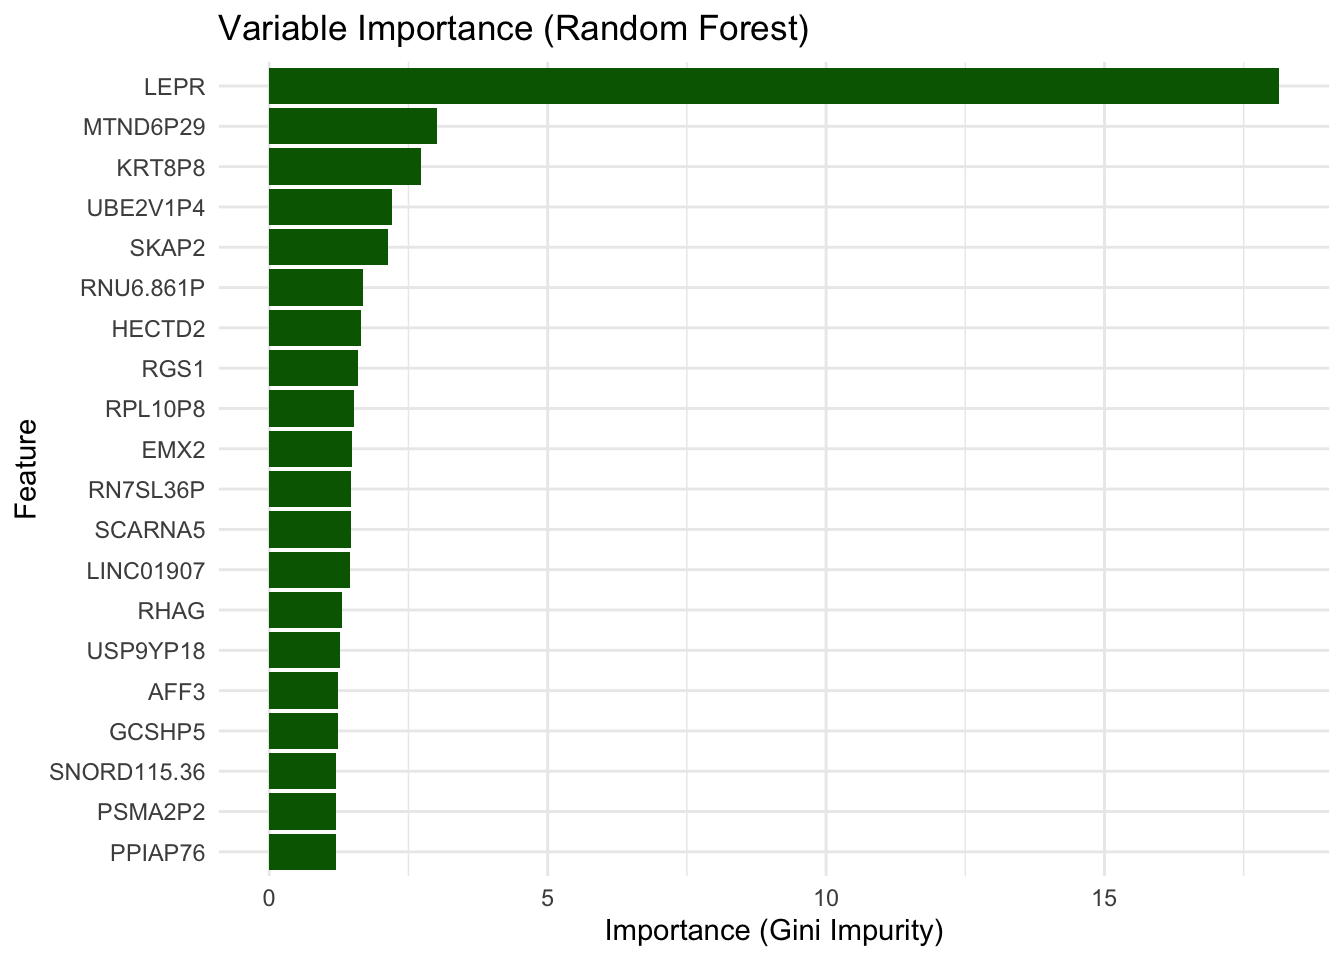 Variable Importance (Random Forest)
LEPR
MTND6P29
KRT8P8
UBE2V1P4
SKAP2
RNU6.861P
HECTD2
RGS1
RPL10P8
EMX2
RN7SL36P
SCARNA5
LINC01907
RHAG
USP9YP18
AFF3
GCSHP5
SNORD115.36
PSMA2P2
PPIAP76
Feature
0 5 10 15
Importance (Gini Impurity)